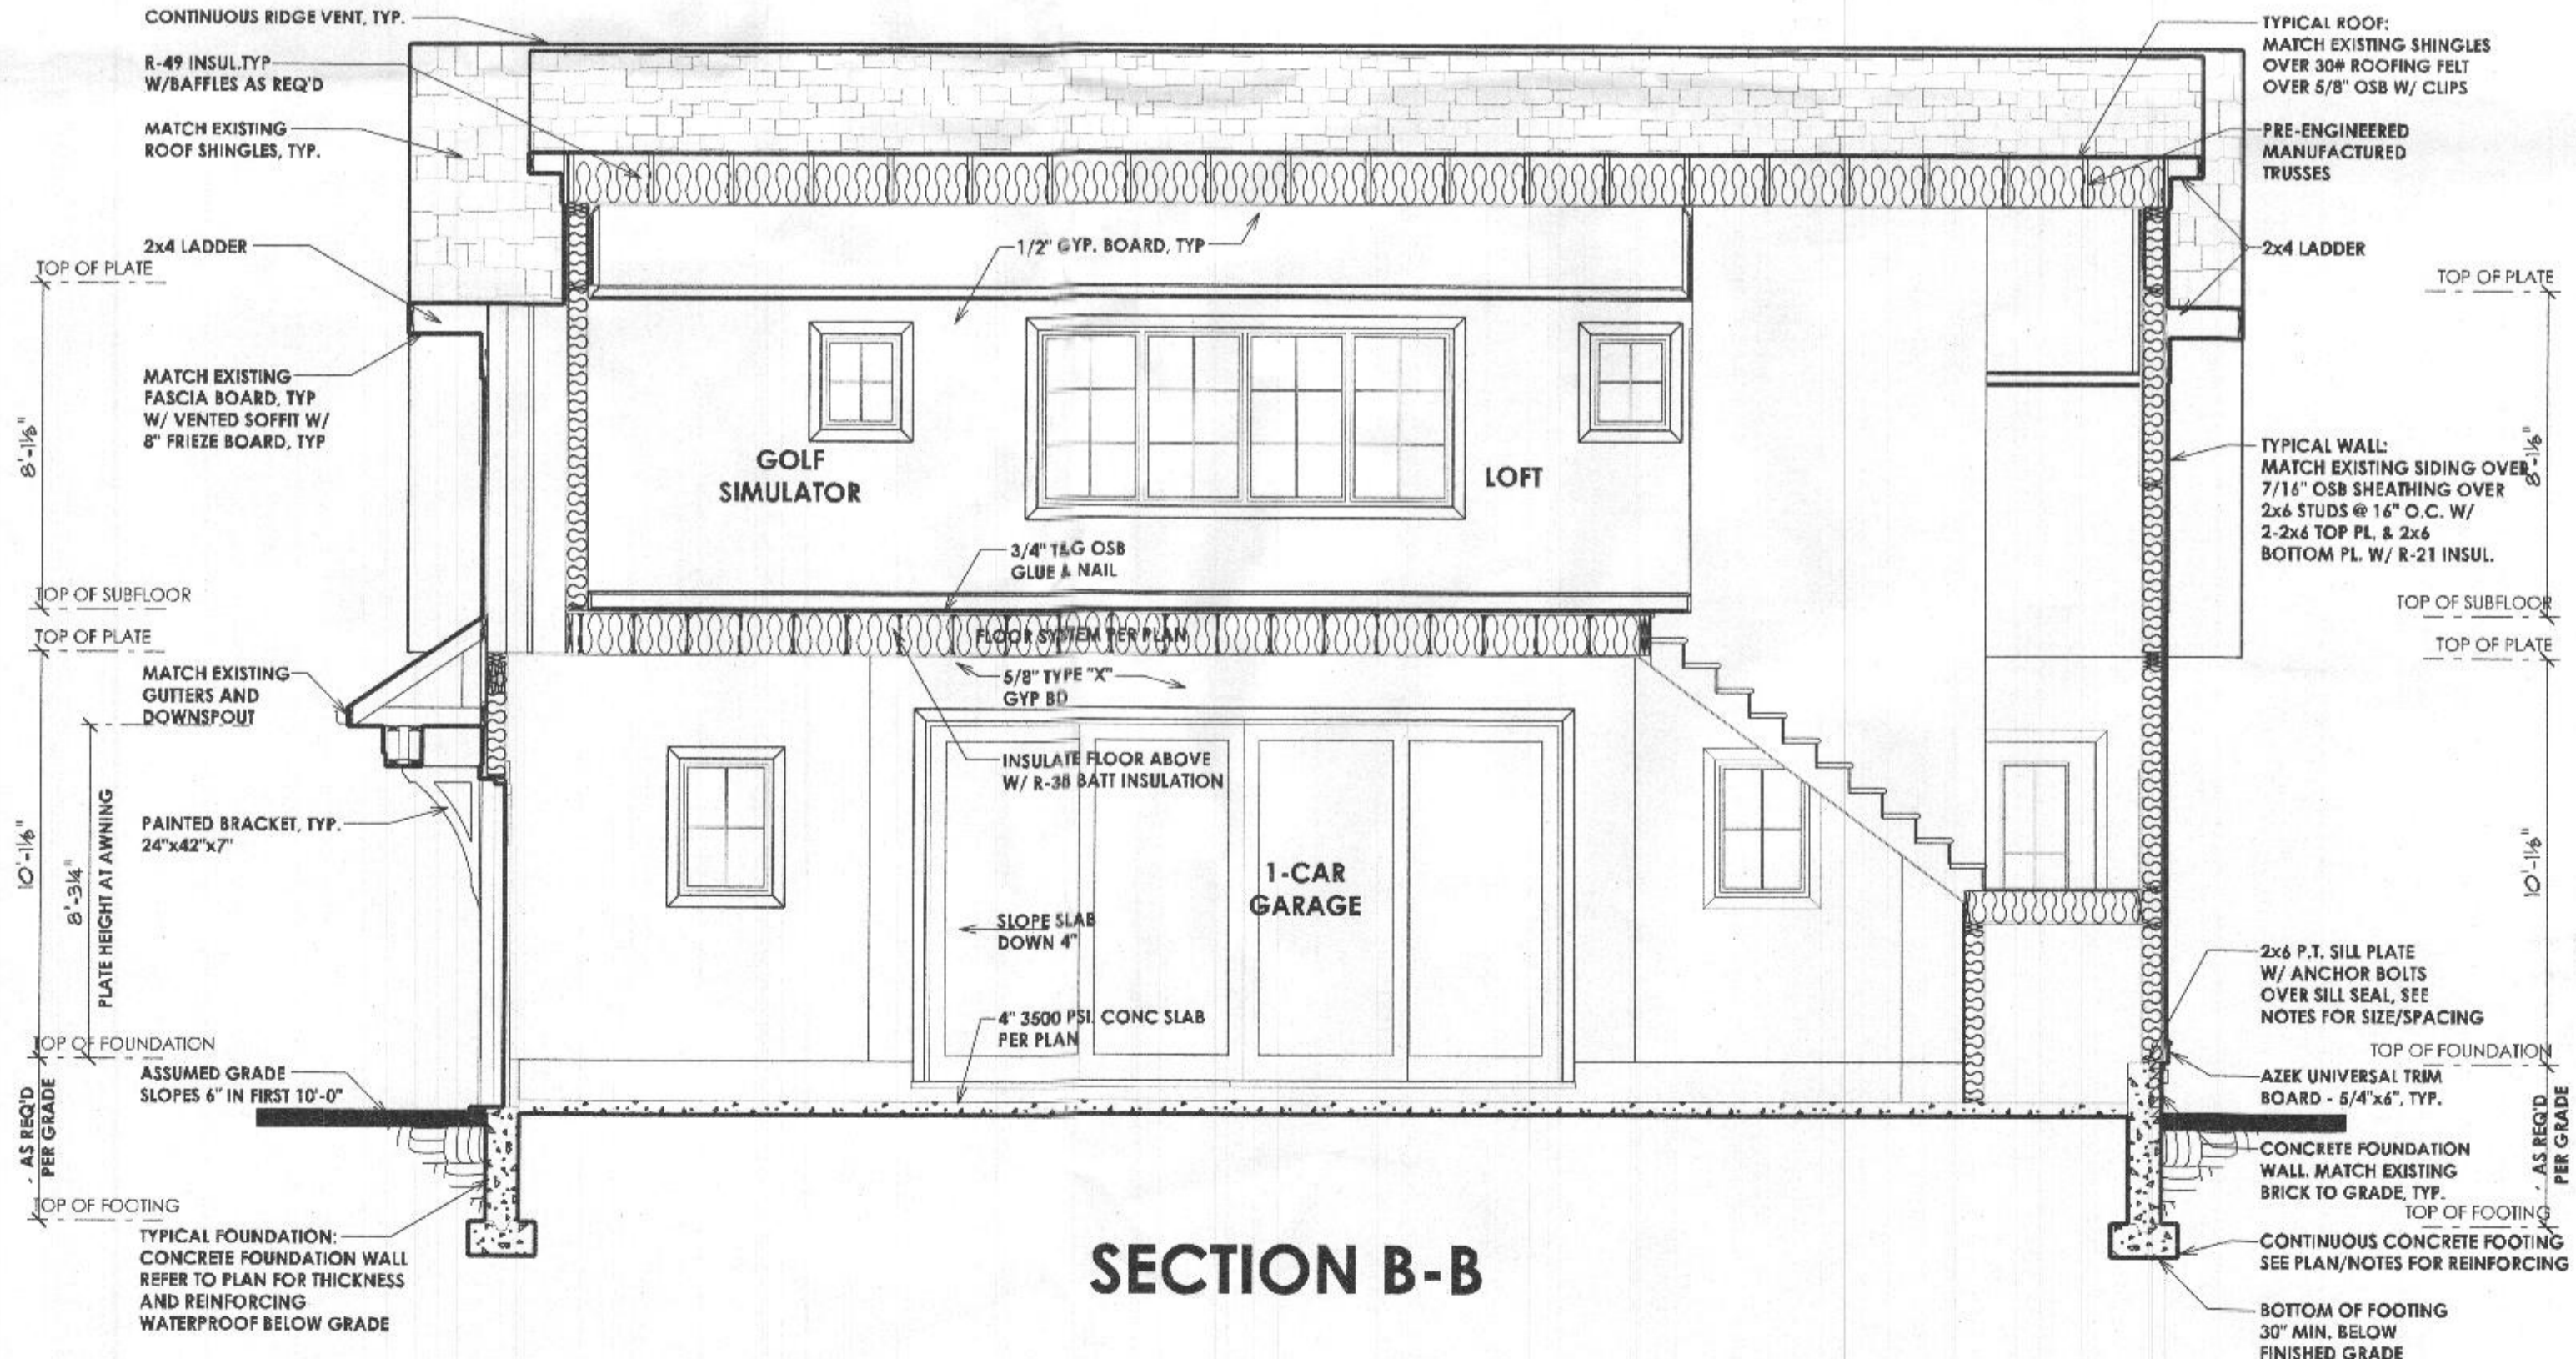 CONTINUOUS RIDGE VENT, TYP.
R-49 INSUL.TYP
W/BAFFLES AS REQ'D
MATCH EXISTING
ROOF SHINGLES, TYP.
2x4 LADDER
TOP OF PLATE
MATCH EXISTING
FASCIA BOARD, TYP
W/ VENTED SOFFIT W/
8" FRIEZE BOARD, TYP
8'-1 1/8"
TOP OF SUBFLOOR
TOP OF PLATE
MATCH EXISTING
GUTTERS AND
DOWNSPOUT
PAINTED BRACKET, TYP.
24"x42"x7"
10'-1 1/8"
8'-3 1/4"
PLATE HEIGHT AT AWNING
TOP OF FOUNDATION
ASSUMED GRADE
SLOPES 6" IN FIRST 10'-0"
AS REQ'D
PER GRADE
TOP OF FOOTING
TYPICAL FOUNDATION:
CONCRETE FOUNDATION WALL
REFER TO PLAN FOR THICKNESS
AND REINFORCING
WATERPROOF BELOW GRADE
1/2" GYP. BOARD, TYP
GOLF
SIMULATOR
LOFT
3/4" T&G OSB
GLUE & NAIL
FLOOR SYSTEM PER PLAN
5/8" TYPE "X"
GYP BD
INSULATE FLOOR ABOVE
W/ R-38 BATT INSULATION
1-CAR
GARAGE
SLOPE SLAB
DOWN 4"
4" 3500 PSI. CONC SLAB
PER PLAN
SECTION B-B
TYPICAL ROOF:
MATCH EXISTING SHINGLES
OVER 30# ROOFING FELT
OVER 5/8" OSB W/ CLIPS
PRE-ENGINEERED
MANUFACTURED
TRUSSES
2x4 LADDER
TOP OF PLATE
TYPICAL WALL:
MATCH EXISTING SIDING OVER
7/16" OSB SHEATHING OVER
2x6 STUDS @ 16" O.C. W/
2-2x6 TOP PL, & 2x6
BOTTOM PL. W/ R-21 INSUL.
8'-1 1/8"
TOP OF SUBFLOOR
TOP OF PLATE
10'-1 1/8"
2x6 P.T. SILL PLATE
W/ ANCHOR BOLTS
OVER SILL SEAL, SEE
NOTES FOR SIZE/SPACING
TOP OF FOUNDATION
AZEK UNIVERSAL TRIM
BOARD - 5/4"x6", TYP.
CONCRETE FOUNDATION
WALL. MATCH EXISTING
BRICK TO GRADE, TYP.
AS REQ'D
PER GRADE
TOP OF FOOTING
CONTINUOUS CONCRETE FOOTING
SEE PLAN/NOTES FOR REINFORCING
BOTTOM OF FOOTING
30" MIN. BELOW
FINISHED GRADE